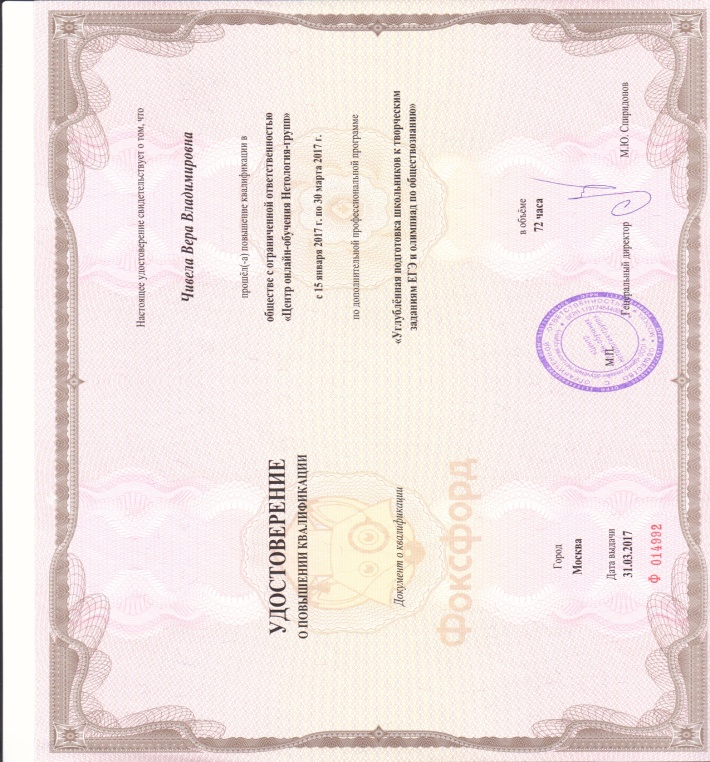 УДОСТОВЕРЕНИЕ
О ПОВЫШЕНИИ КВАЛИФИКАЦИИ
Документ о квалификации
Фоксфорд
Город
Москва
Дата выдачи
31.03.2017
Ф 014992
Настоящее удостоверение свидетельствует о том, что
Чивела Вера Владимировна
прошёл(-а) повышение квалификации в
обществе с ограниченной ответственностью
«Центр онлайн-обучения Нетология-групп»
с 15 января 2017 г. по 30 марта 2017 г.
по дополнительной профессиональной программе
«Углублённая подготовка школьников к творческим
заданиям ЕГЭ и олимпиад по обществознанию»
в объёме
72 часа
М.П.
Генеральный директор М.Ю. Спиридонов